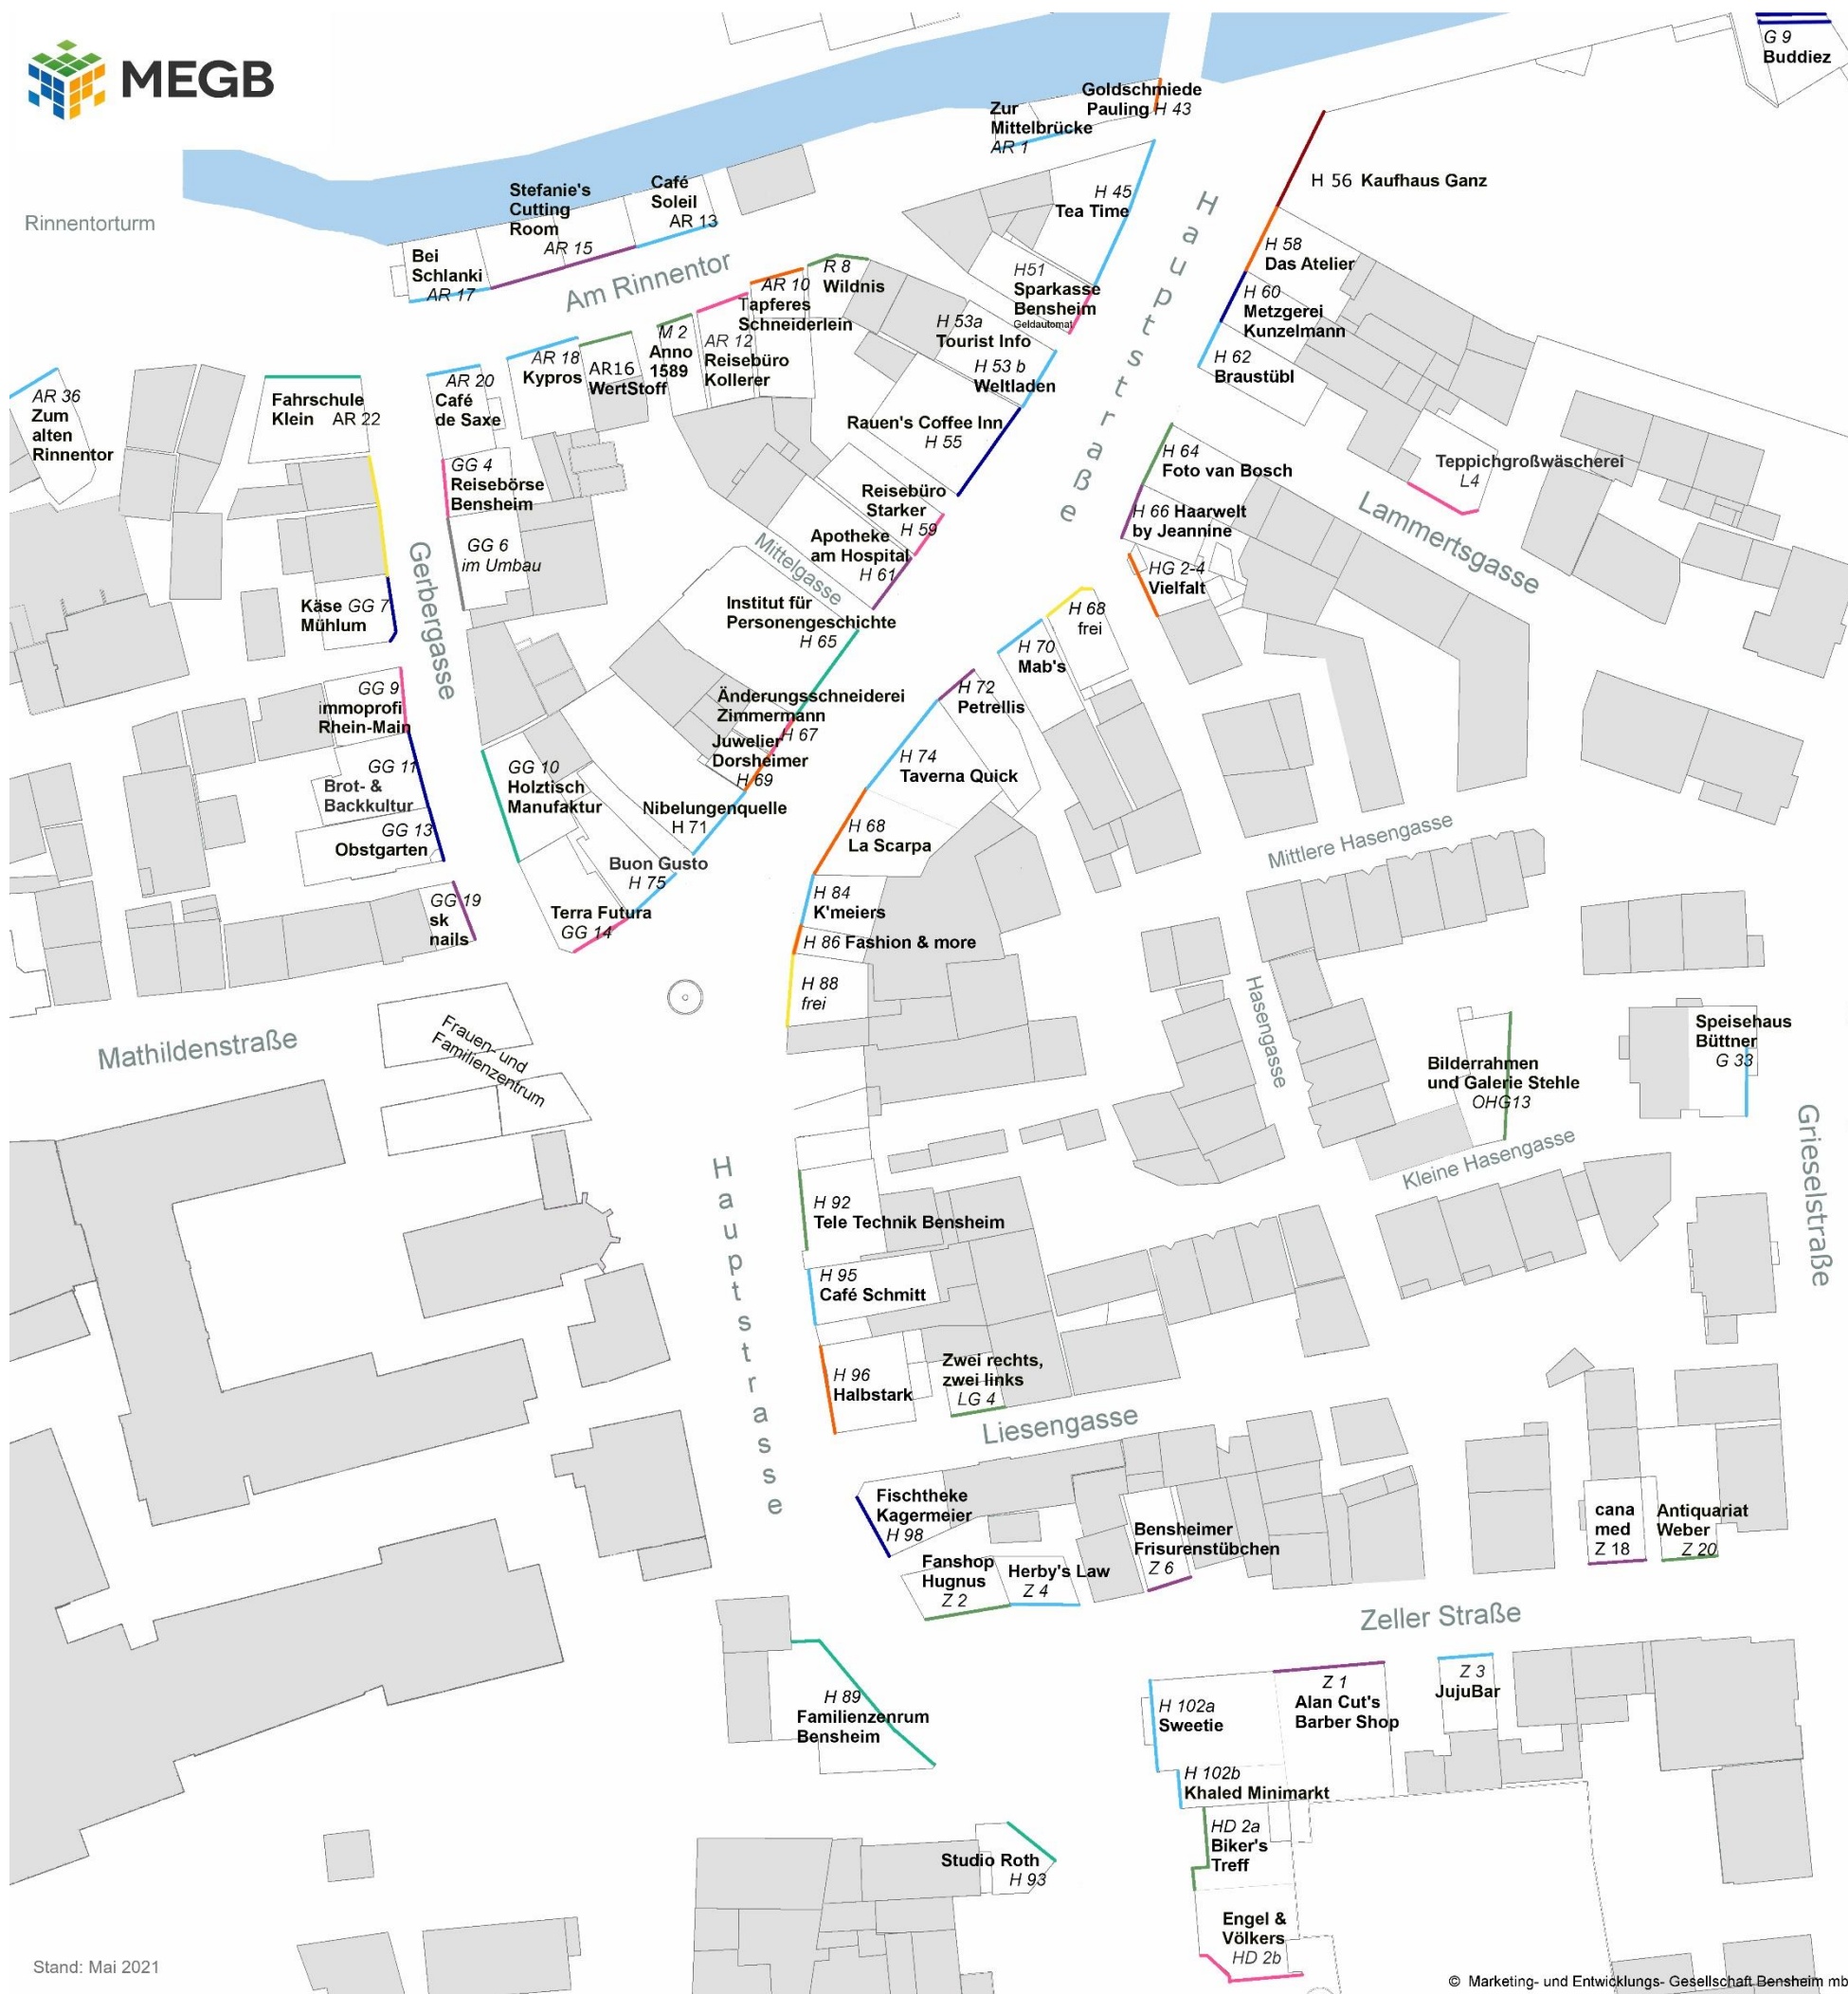 MEGB
G 9
Buddiez
Goldschmiede
Pauling H 43
Zur
Mittelbrücke
AR 1
H 56 Kaufhaus Ganz
Rinnentorturm
Stefanie's
Cutting
Room
AR 15
Café
Soleil
AR 13
H 45
Tea Time
Hauptstraße
Bei
Schlanki
AR 17
Am Rinnentor
R 8
Wildnis
AR 10
Tapferes
Schneiderlein
H51
Sparkasse
Bensheim
Geldautomat
H 58
Das Atelier
H 60
Metzgerei
Kunzelmann
H 53a
Tourist Info
M 2
Anno
1589
AR 12
Reisebüro
Kollerer
H 53 b
Weltladen
H 62
Braustübl
AR 36
Zum
alten
Rinnentor
Fahrschule
Klein AR 22
AR 20
Café
de Saxe
AR 18
Kypros
AR16
WertStoff
Rauen's Coffee Inn
H 55
H 64
Foto van Bosch
Teppichgroßwäscherei
L4
GG 4
Reisebörse
Bensheim
Reisebüro
Starker
H 59
H 66 Haarwelt
by Jeannine
Lammertsgasse
GG 6
im Umbau
Gerbergasse
Mittelgasse
Apotheke
am Hospital
H 61
HG 2-4
Vielfalt
Käse GG 7
Mühlum
Institut für
Personengeschichte
H 65
H 68
frei
H 70
Mab's
GG 9
immoprofi
Rhein-Main
Änderungsschneiderei
Zimmermann
H 67
H 72
Petrellis
Juwelier
Dorsheimer
H 69
GG 11
Brot- &
Backkultur
GG 10
Holztisch
Manufaktur
H 74
Taverna Quick
Nibelungenquelle
H 71
GG 13
Obstgarten
H 68
La Scarpa
Mittlere Hasengasse
Buon Gusto
H 75
GG 19
sk
nails
Terra Futura
GG 14
H 84
K'meiers
H 86 Fashion & more
H 88
frei
Hasengasse
Mathildenstraße
Frauen- und
Familienzentrum
Bilderrahmen
und Galerie Stehle
OHG13
Speisehaus
Büttner
G 33
Grieselstraße
Kleine Hasengasse
Hauptstrasse
H 92
Tele Technik Bensheim
H 95
Café Schmitt
H 96
Halbstark
Zwei rechts,
zwei links
LG 4
Liesengasse
Fischtheke
Kagermeier
H 98
Bensheimer
Frisurenstübchen
Z 6
cana
med
Z 18
Antiquariat
Weber
Z 20
Fanshop
Hugnus
Z 2
Herby's Law
Z 4
Zeller Straße
H 89
Familienzenrum
Bensheim
H 102a
Sweetie
Z 1
Alan Cut's
Barber Shop
Z 3
JujuBar
H 102b
Khaled Minimarkt
HD 2a
Biker's
Treff
Studio Roth
H 93
Engel &
Völkers
HD 2b
Stand: Mai 2021
© Marketing- und Entwicklungs- Gesellschaft Bensheim mb